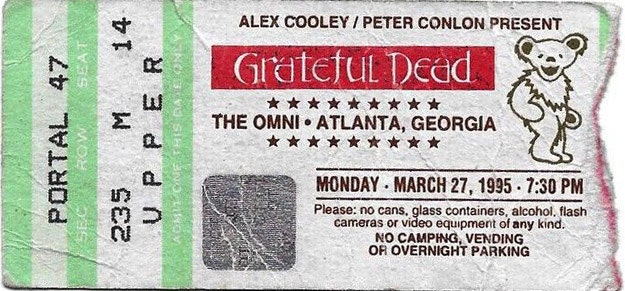 PORTAL 47
SEC ROW SEAT
235 M 14
UPPER
ADMIT ONE THIS DATE ONLY
ALEX COOLEY / PETER CONLON PRESENT
Grateful Dead
★★★★★★★★★
THE OMNI • ATLANTA, GEORGIA
★★★★★★★★★
MONDAY · MARCH 27, 1995 · 7:30 PM
Please: no cans, glass containers, alcohol, flash
cameras or video equipment of any kind.
NO CAMPING, VENDING
OR OVERNIGHT PARKING